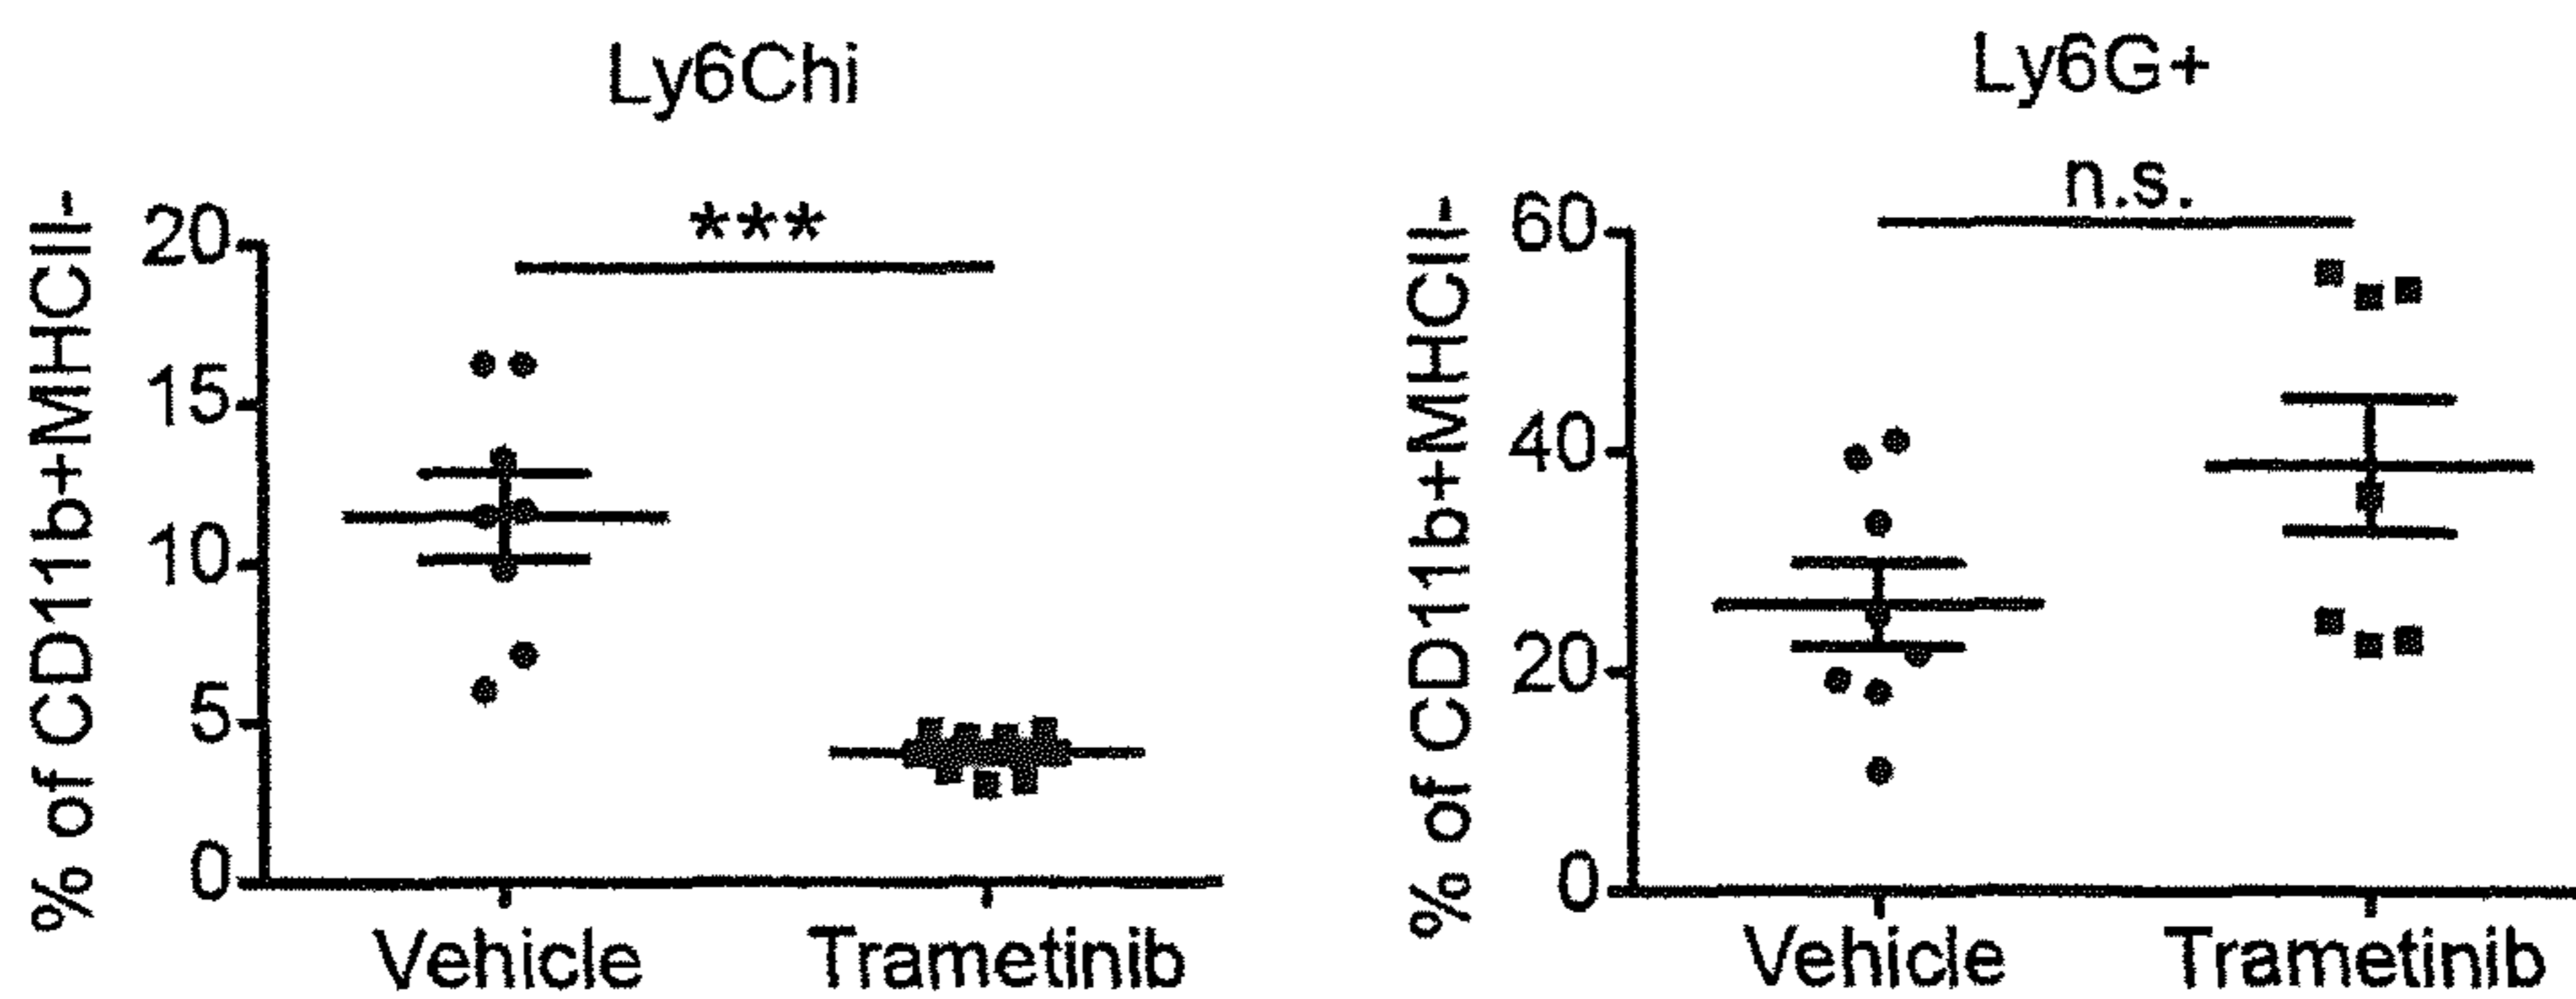 Ly6Chi
% of CD11b+MHCII-
20
15
10
5
0
***
Vehicle
Trametinib
Ly6G+
% of CD11b+MHCII-
60
40
20
0
n.s.
Vehicle
Trametinib